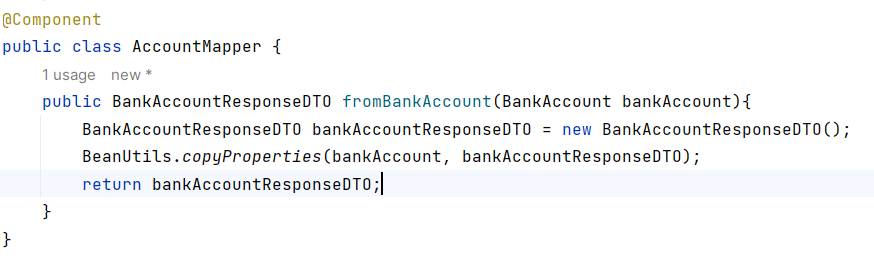 @Component
public class AccountMapper {
1 usage new *
public BankAccountResponseDTO fromBankAccount(BankAccount bankAccount){
BankAccountResponseDTO bankAccountResponseDTO = new BankAccountResponseDTO();
BeanUtils.copyProperties(bankAccount, bankAccountResponseDTO);
return bankAccountResponseDTO;
}
}